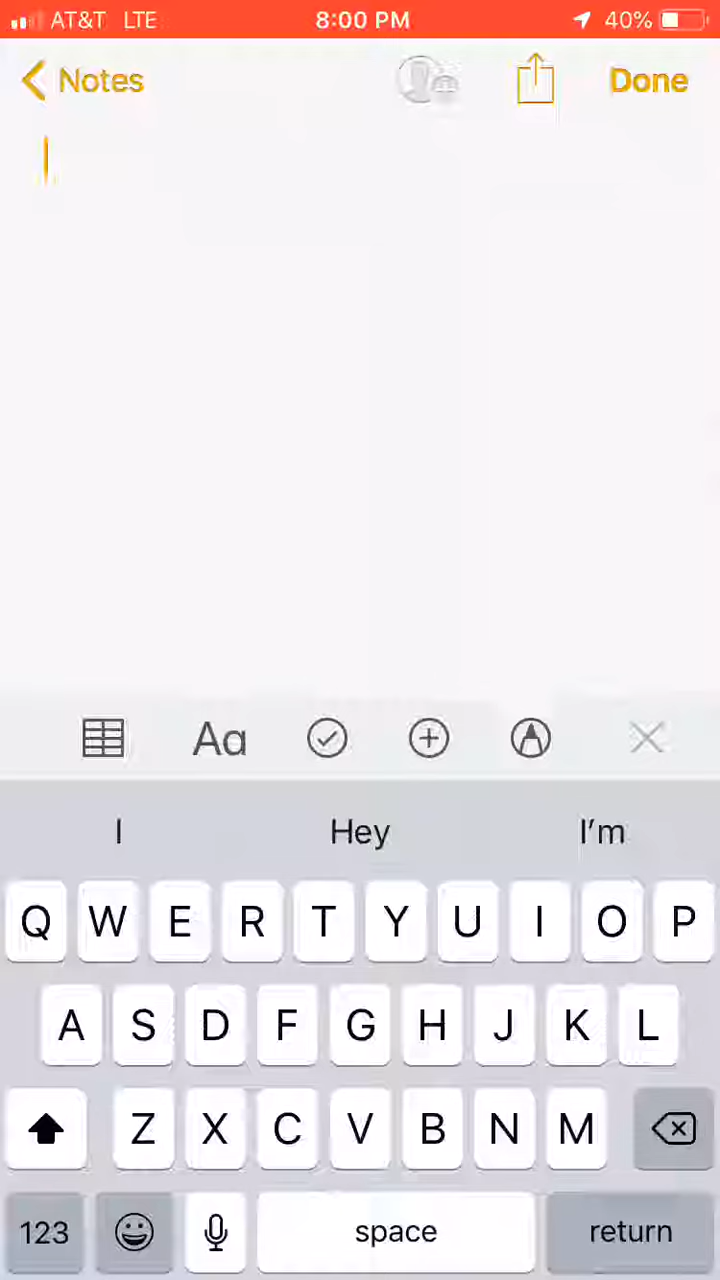 AT&T LTE 8:00 PM 40%
Notes Done
Aa
I Hey I'm
Q W E R T Y U I O P
A S D F G H J K L
Z X C V B N M
123 space return